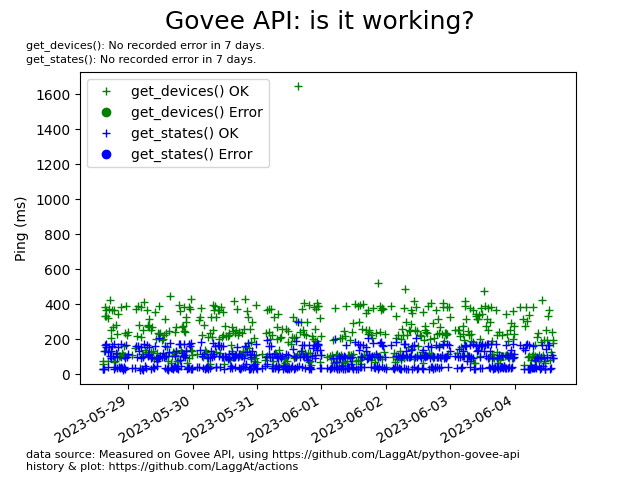 Govee API: is it working?
get_devices(): No recorded error in 7 days.
get_states(): No recorded error in 7 days.
get_devices() OK
get_devices() Error
get_states() OK
get_states() Error
Ping (ms)
1600
1400
1200
1000
800
600
400
200
0
2023-05-29
2023-05-30
2023-05-31
2023-06-01
2023-06-02
2023-06-03
2023-06-04
data source: Measured on Govee API, using https://github.com/LaggAt/python-govee-api
history & plot: https://github.com/LaggAt/actions